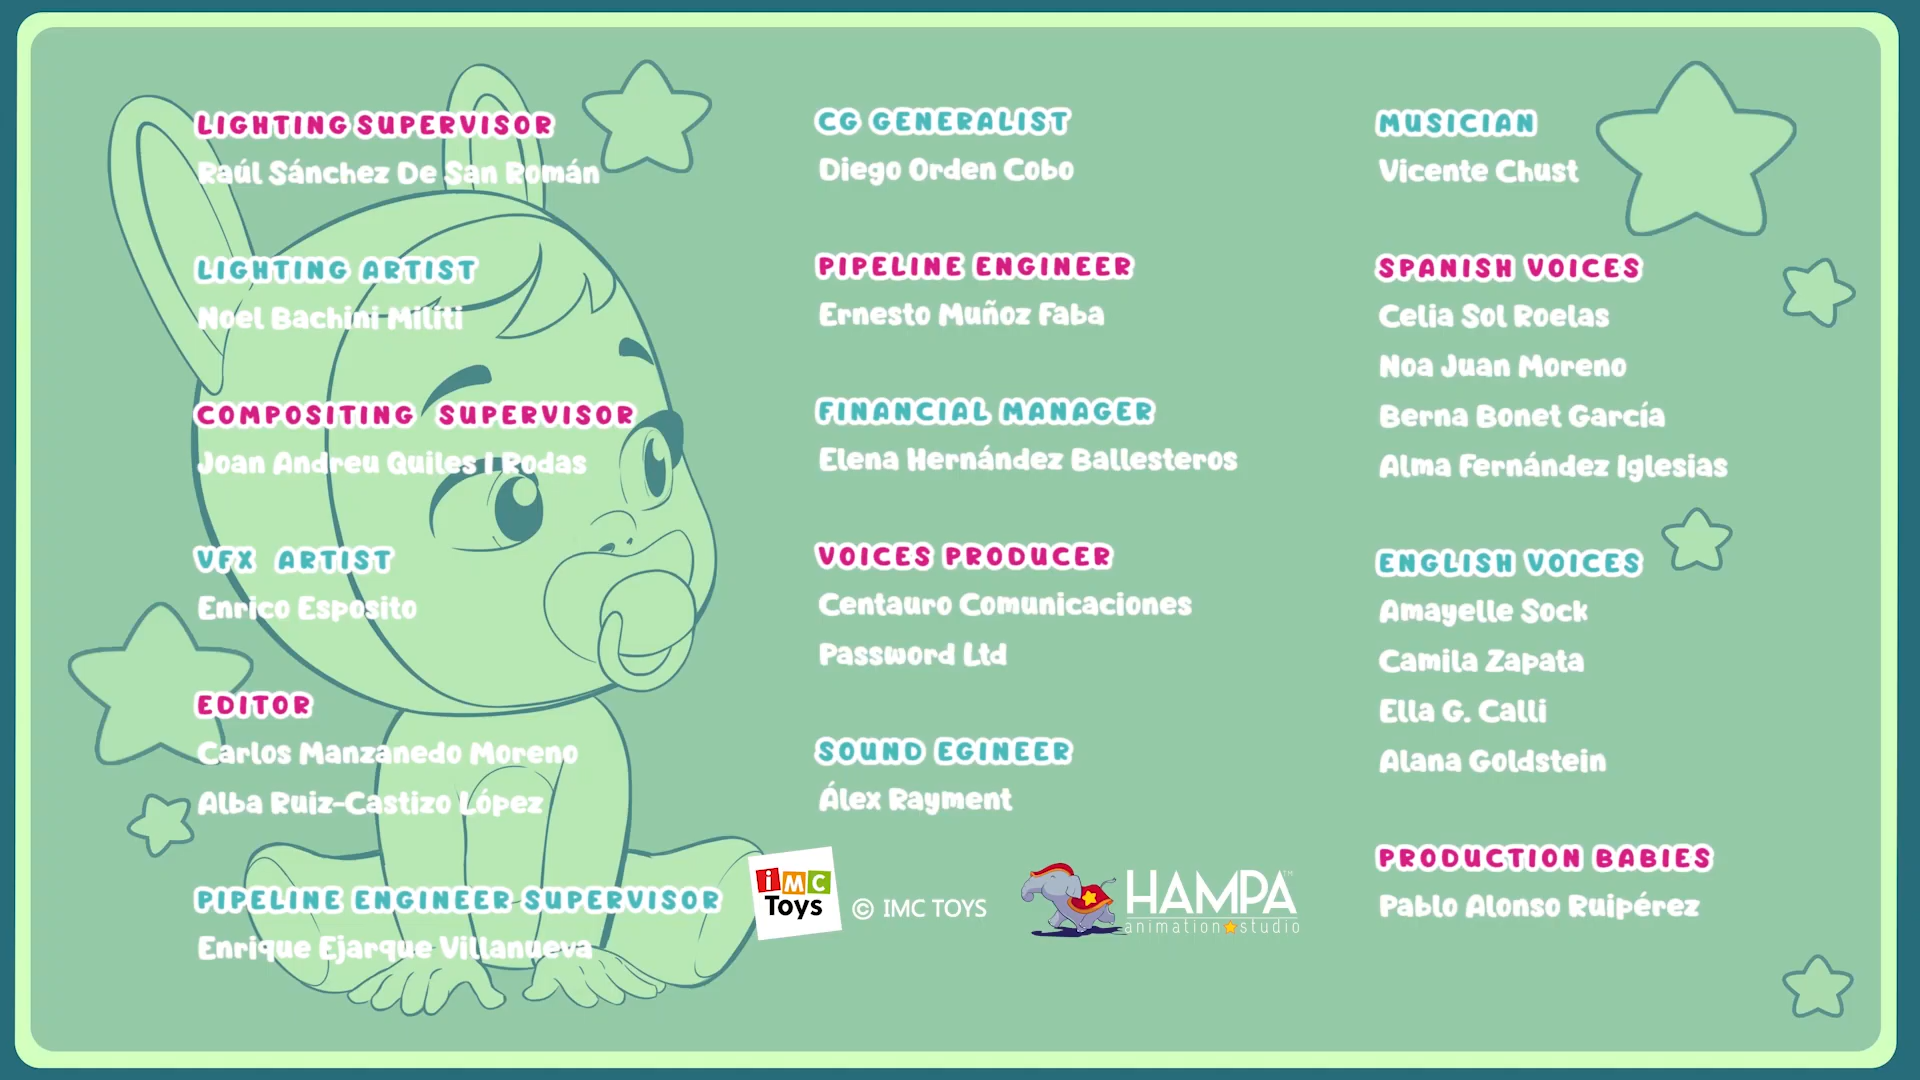 LIGHTING SUPERVISOR
Raúl Sánchez De San Román
LIGHTING ARTIST
Noel Bachini Militi
COMPOSITING SUPERVISOR
Joan Andreu Quiles I Rodas
VFX ARTIST
Enrico Esposito
EDITOR
Carlos Manzanedo Moreno
Alba Ruiz-Castizo López
PIPELINE ENGINEER SUPERVISOR
Enrique Ejarque Villanueva
CG GENERALIST
Diego Orden Cobo
PIPELINE ENGINEER
Ernesto Muñoz Faba
FINANCIAL MANAGER
Elena Hernández Ballesteros
VOICES PRODUCER
Centauro Comunicaciones
Password Ltd
SOUND EGINEER
Álex Rayment
iMC
Toys
© IMC TOYS
HAMPA™
animation studio
MUSICIAN
Vicente Chust
SPANISH VOICES
Celia Sol Roelas
Noa Juan Moreno
Berna Bonet García
Alma Fernández Iglesias
ENGLISH VOICES
Amayelle Sock
Camila Zapata
Ella G. Calli
Alana Goldstein
PRODUCTION BABIES
Pablo Alonso Ruipérez